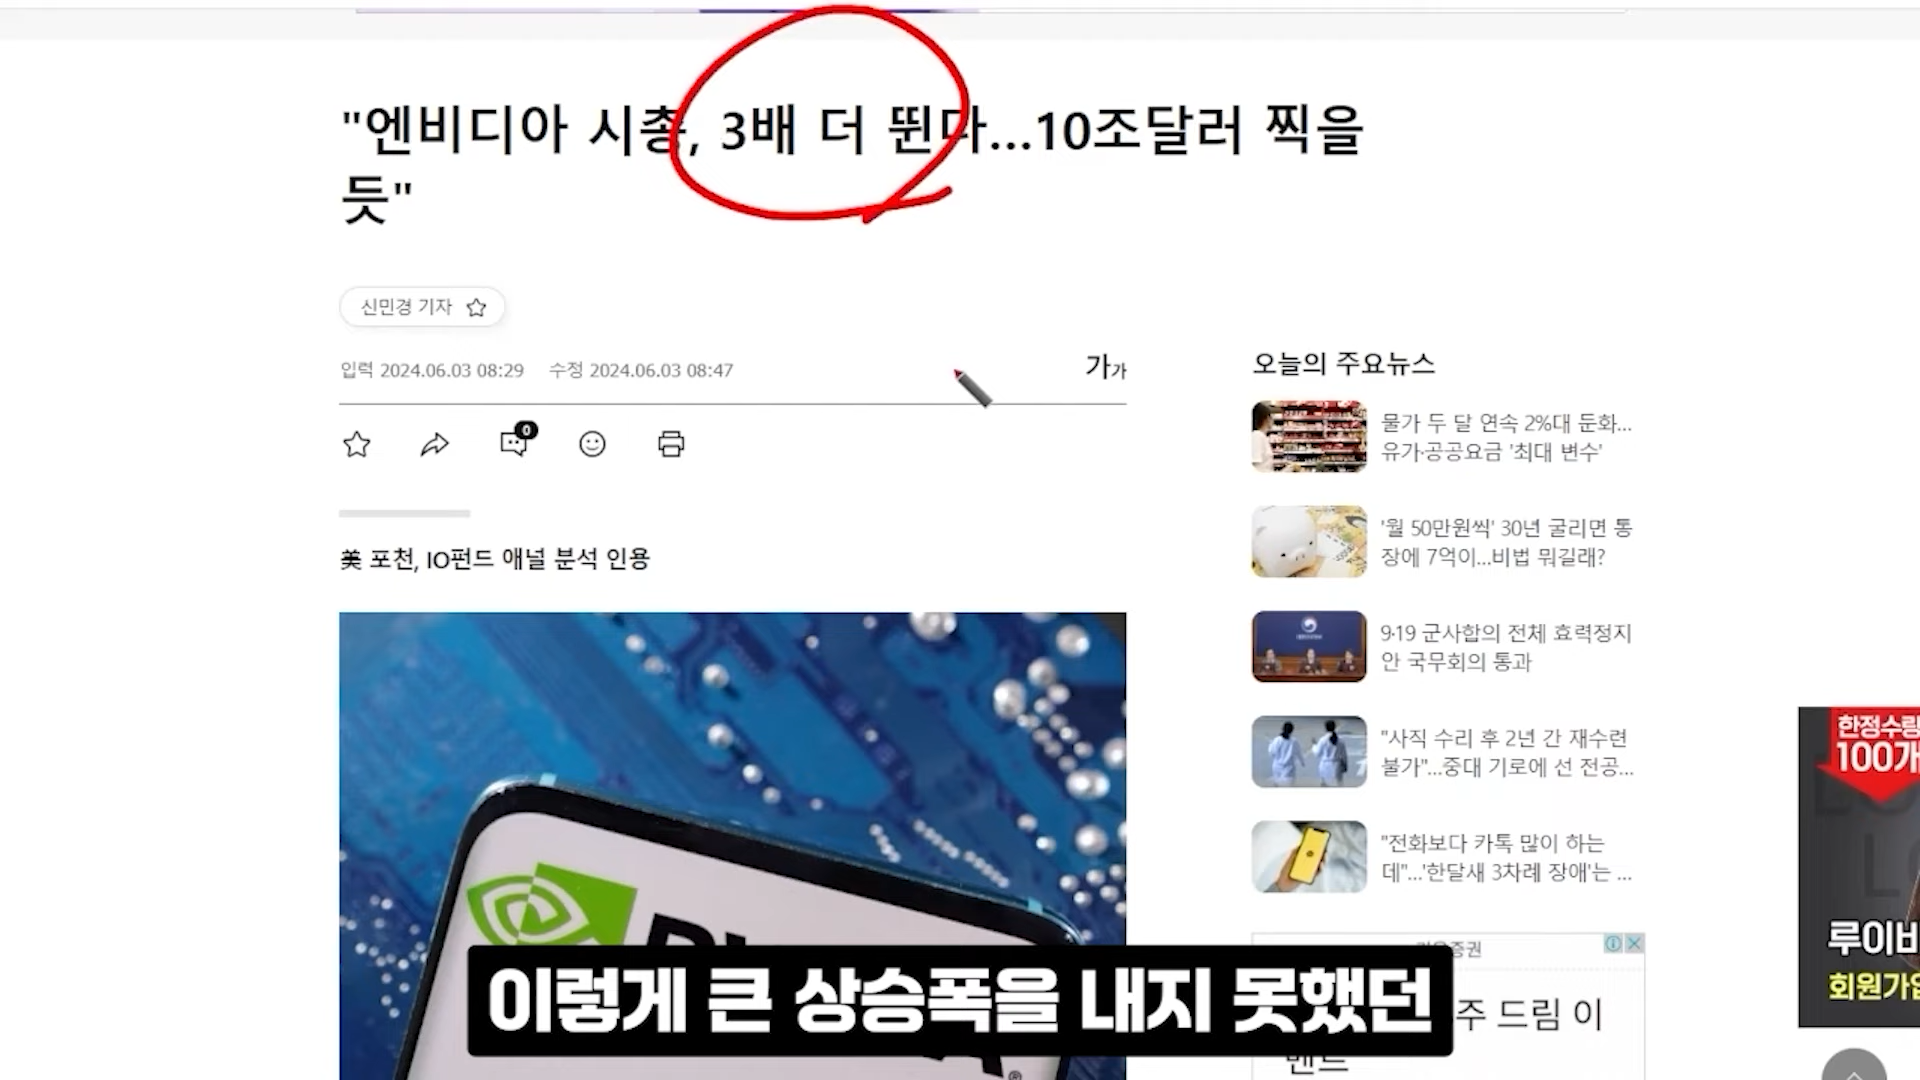 "엔비디아 시총, 3배 더 뛴다...10조달러 찍을
듯"
신민경 기자
입력 2024.06.03 08:29 수정 2024.06.03 08:47
가가
0
美 포천, IO펀드 애널 분석 인용
오늘의 주요뉴스
물가 두 달 연속 2%대 둔화...
유가·공공요금 '최대 변수'
'월 50만원씩' 30년 굴리면 통
장에 7억이...비법 뭐길래?
9·19 군사합의 전체 효력정지
안 국무회의 통과
"사직 수리 후 2년 간 재수련
불가"...중대 기로에 선 전공...
"전화보다 카톡 많이 하는
데"...'한달새 3차례 장애'는 ...
증권
주 드림 이
벤트
한정수량
100개
루이비
회원가입
이렇게 큰 상승폭을 내지 못했던